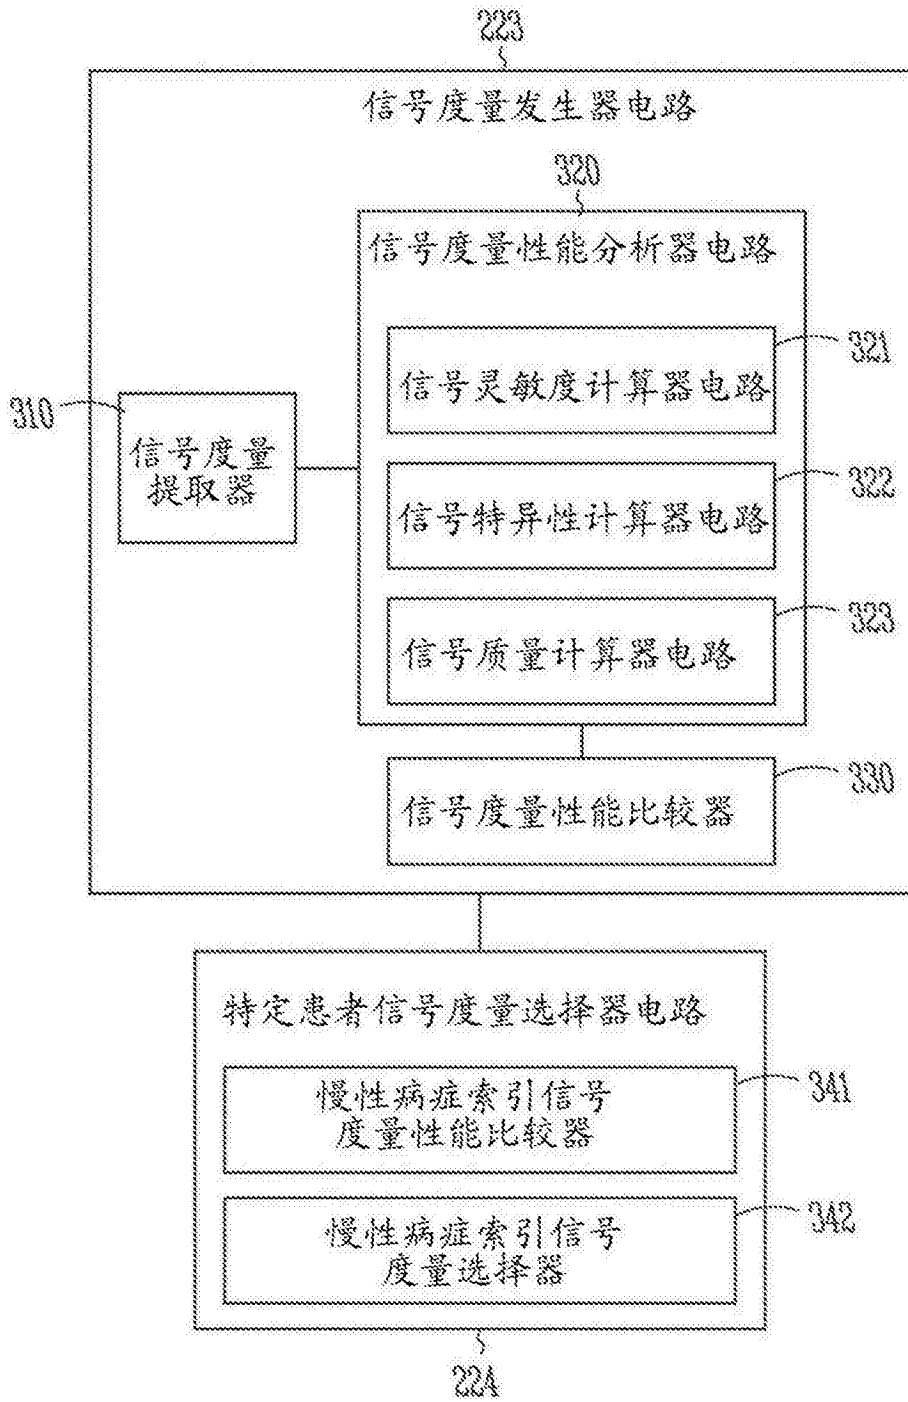 223
信号度量发生器电路
320
信号度量性能分析器电路
321
信号灵敏度计算器电路
310
信号度量
提取器
322
信号特异性计算器电路
323
信号质量计算器电路
330
信号度量性能比较器
特定患者信号度量选择器电路
341
慢性病症索引信号
度量性能比较器
342
慢性病症索引信号
度量选择器
224